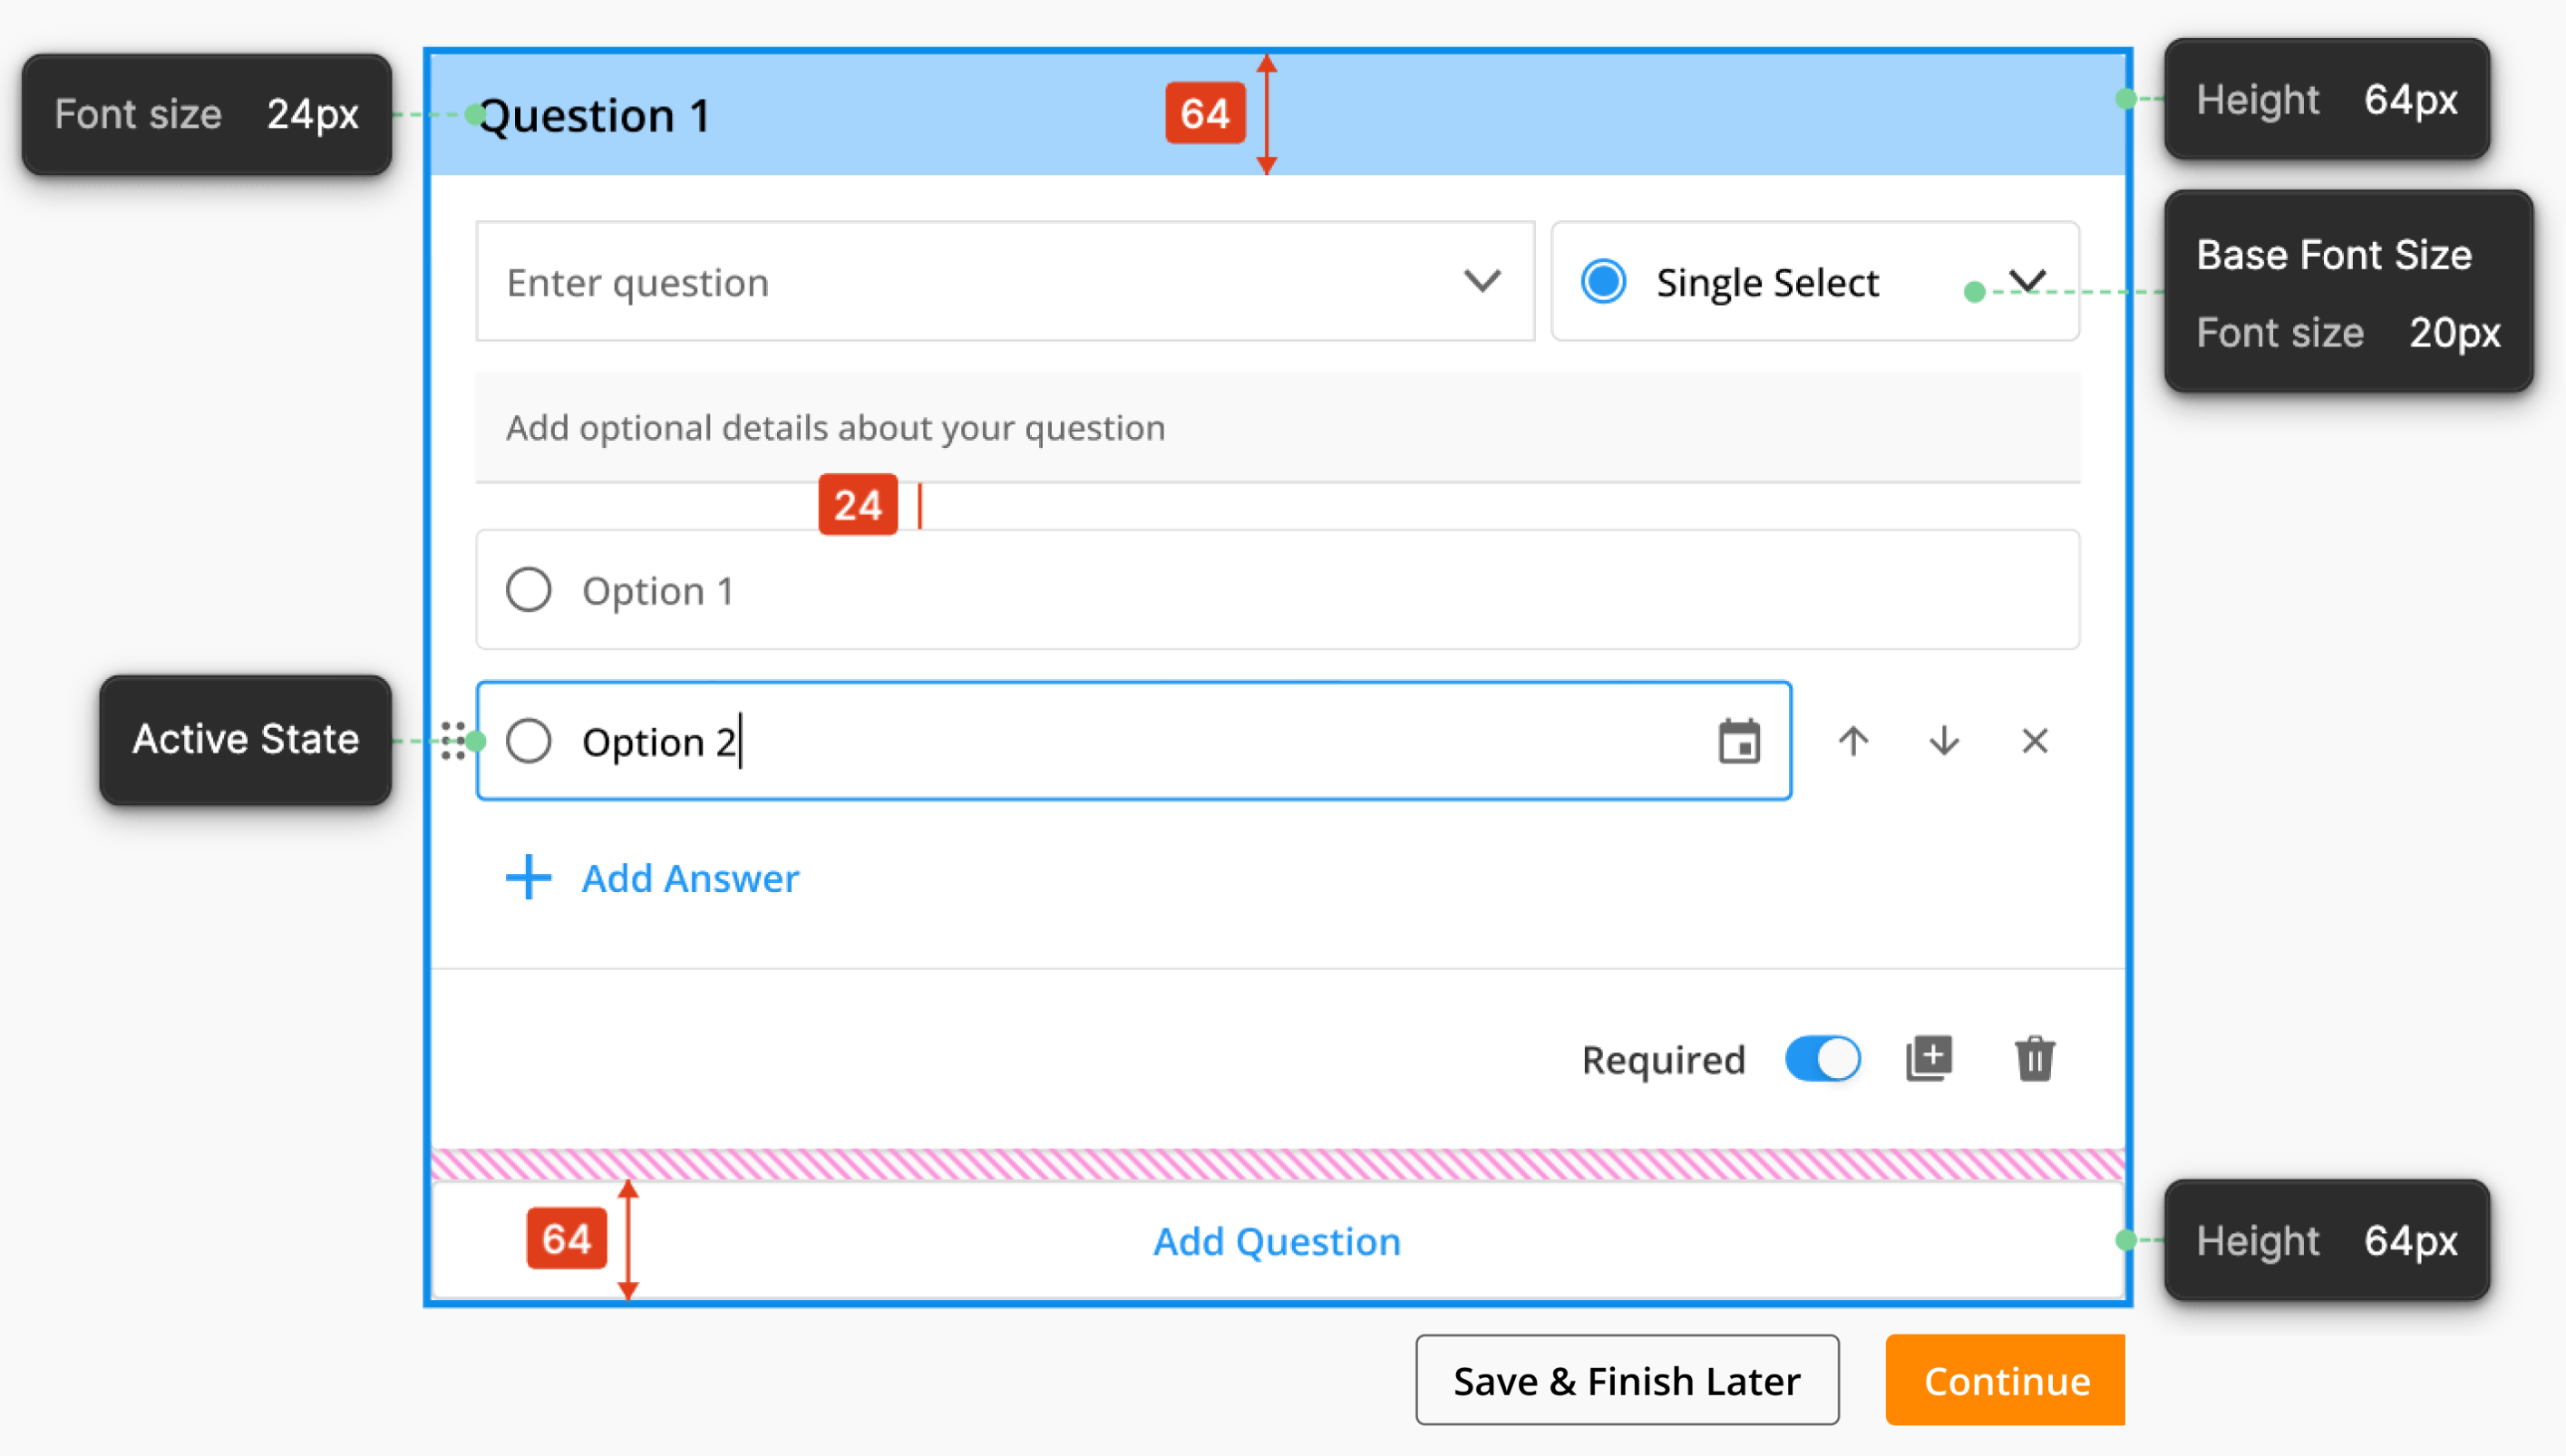 Font size 24px
Question 1
64
Height 64px
Enter question
Single Select
Base Font Size
Font size 20px
Add optional details about your question
24
Option 1
Active State
Option 2
Add Answer
Required
64
Add Question
Height 64px
Save & Finish Later
Continue